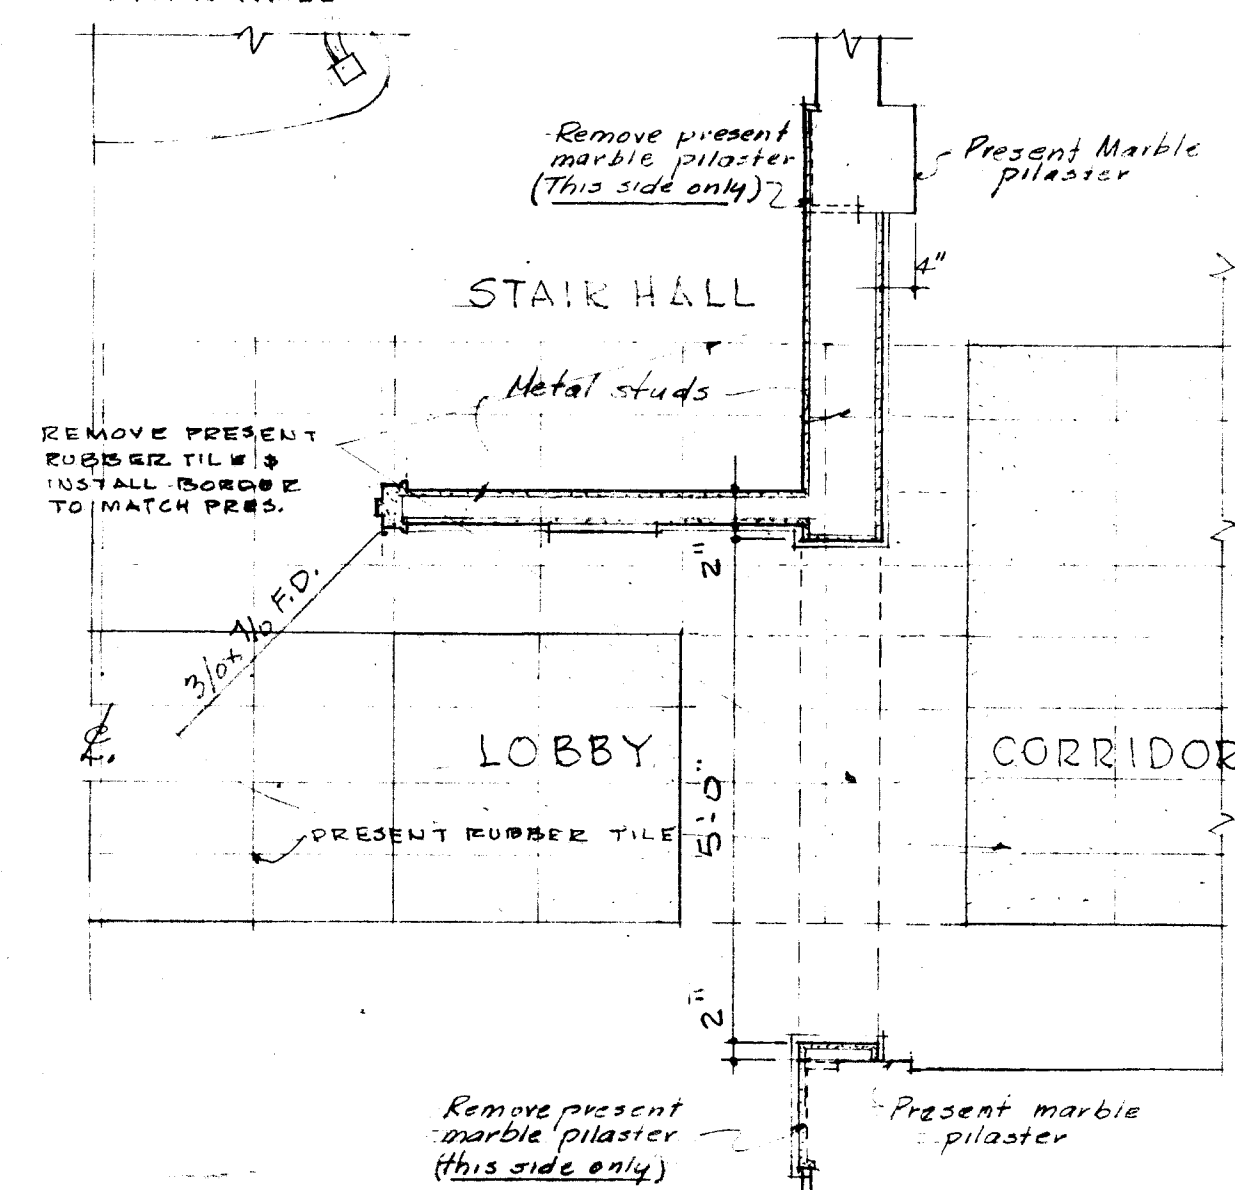 Remove present
marble pilaster
(This side only)
Present Marble
pilaster
4"
STAIR HALL
Metal studs
REMOVE PRESENT
RUBBER TILE &
INSTALL BORDER
TO MATCH PRES.
2"
3/0 x 7/0 F.D.
℄.
LOBBY
CORRIDOR
5'-0"
PRESENT RUBBER TILE
2"
Remove present
marble pilaster
(this side only)
Present marble
pilaster